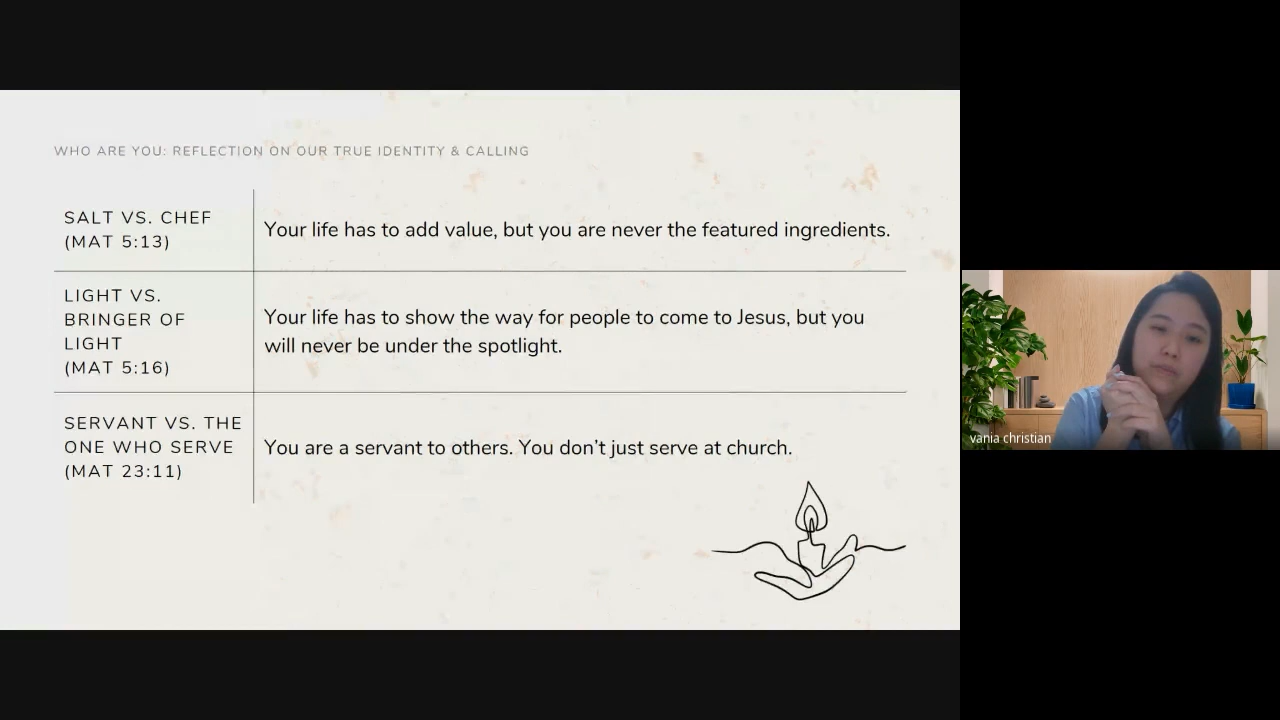 WHO ARE YOU: REFLECTION ON OUR TRUE IDENTITY & CALLING
SALT VS. CHEF
(MAT 5:13)
Your life has to add value, but you are never the featured ingredients.
LIGHT VS.
BRINGER OF
LIGHT
(MAT 5:16)
Your life has to show the way for people to come to Jesus, but you
will never be under the spotlight.
SERVANT VS. THE
ONE WHO SERVE
(MAT 23:11)
You are a servant to others. You don’t just serve at church.
vania christian